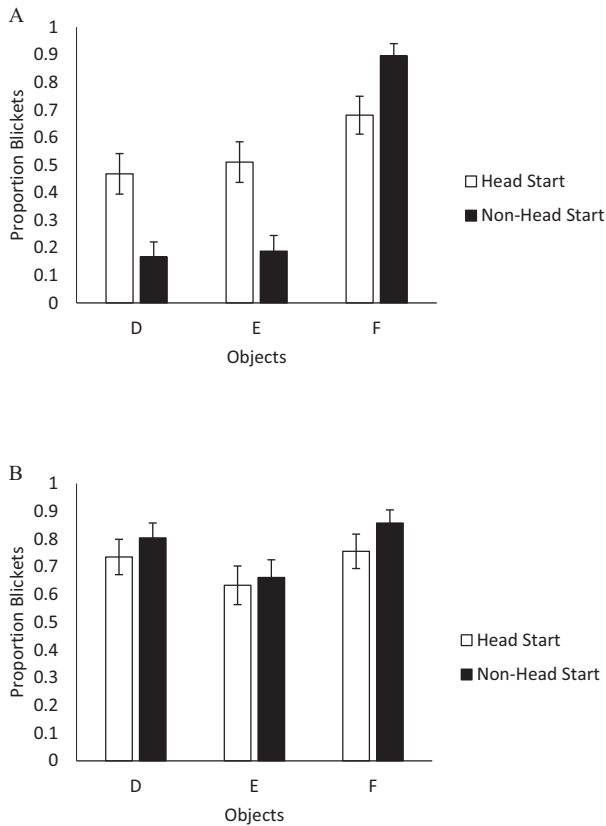 A
Proportion Blickets
1
0.9
0.8
0.7
0.6
0.5
0.4
0.3
0.2
0.1
0
D E F
Objects
Head Start
Non-Head Start
B
Proportion Blickets
1
0.9
0.8
0.7
0.6
0.5
0.4
0.3
0.2
0.1
0
D E F
Objects
Head Start
Non-Head Start